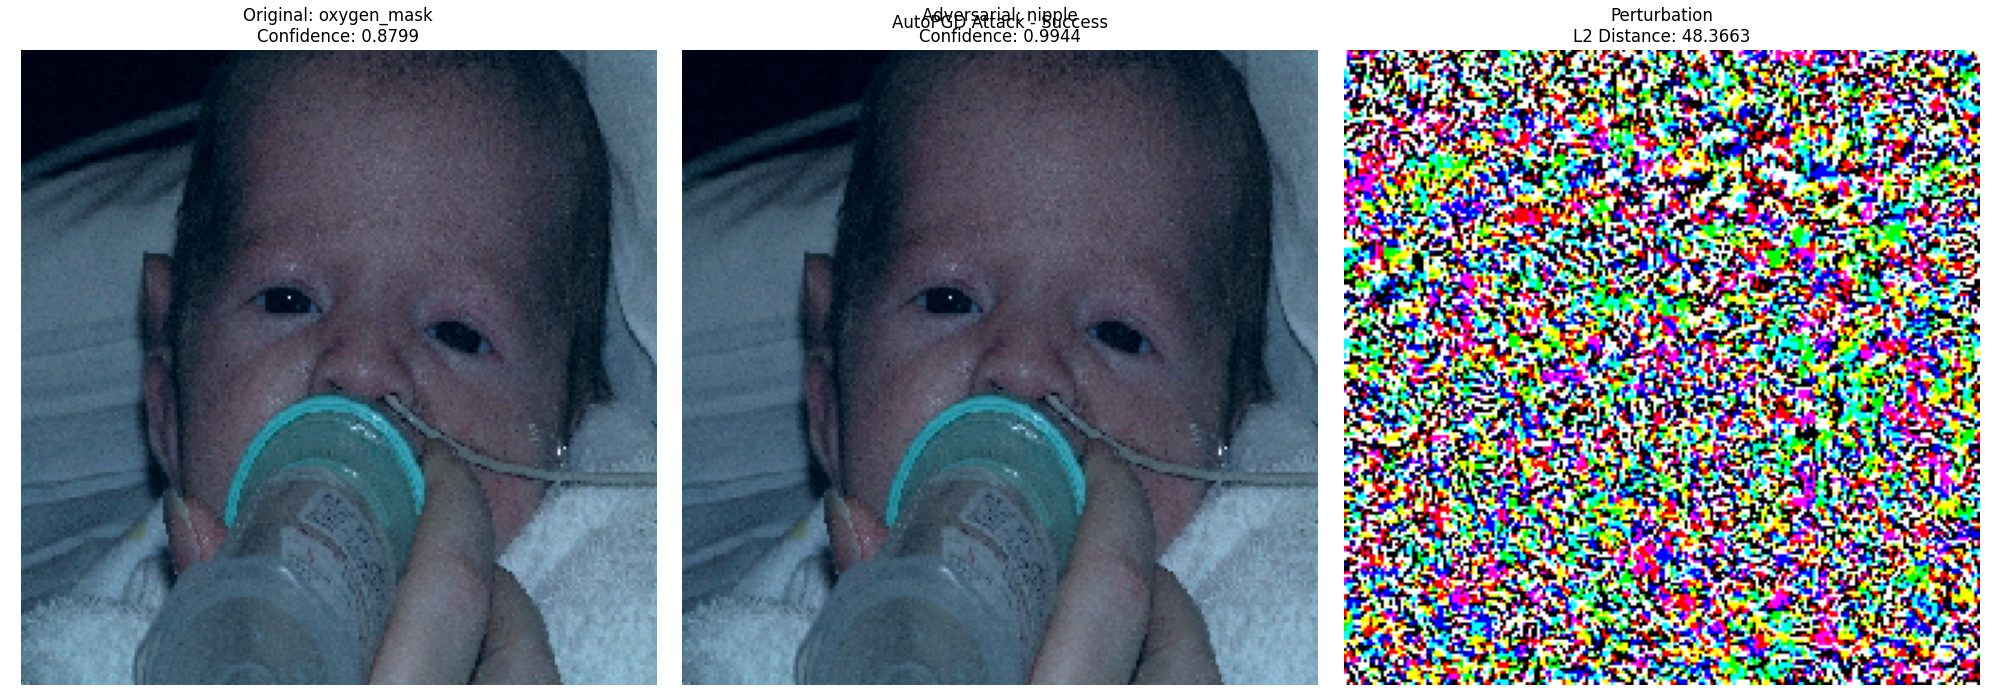 Original: oxygen_mask
Confidence: 0.8799
Adversarial: nipple
AutoPGD Attack - Success
Confidence: 0.9944
Perturbation
L2 Distance: 48.3663